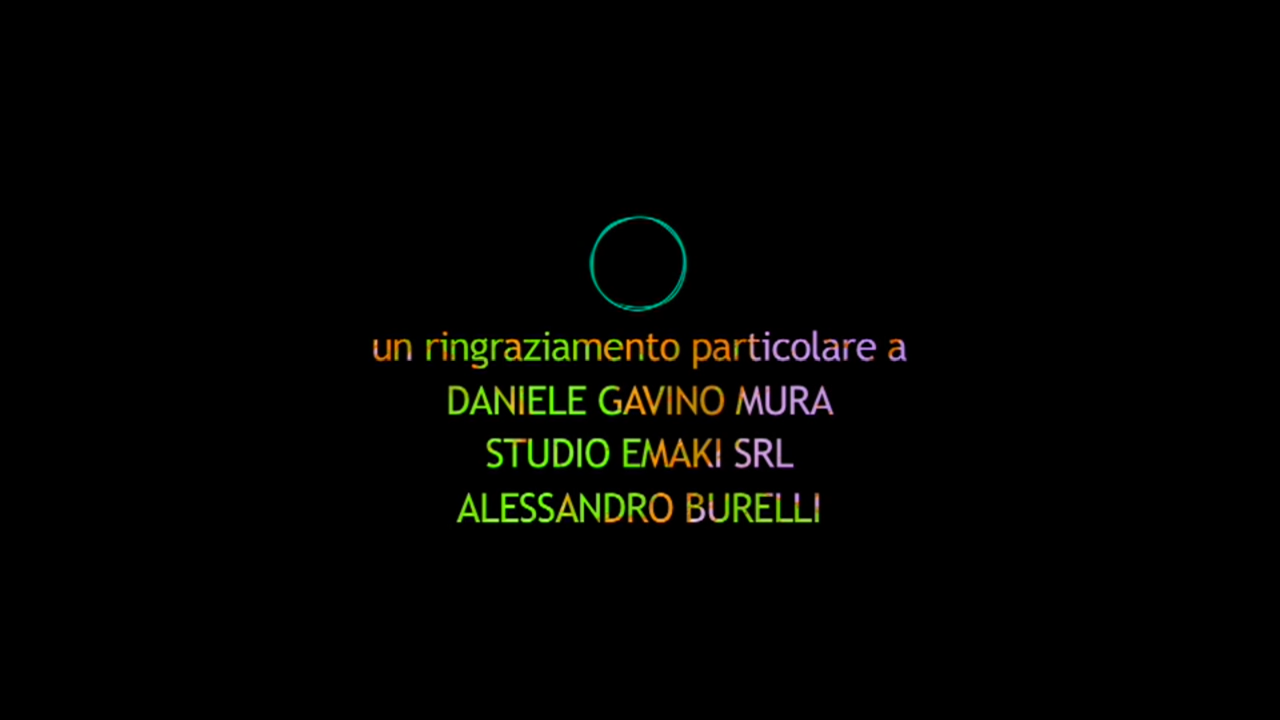 un ringraziamento particolare a
DANIELE GAVINO MURA
STUDIO EMAKI SRL
ALESSANDRO BURELLI